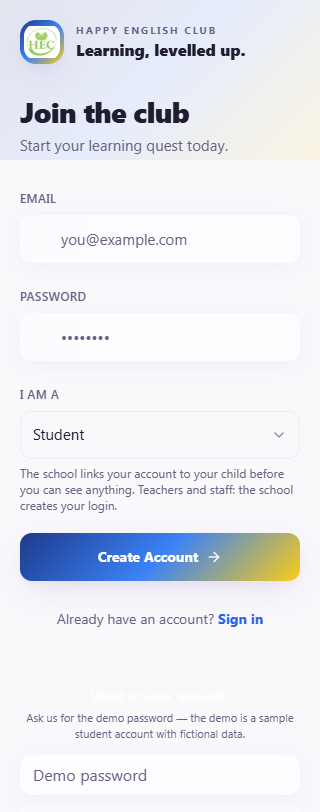 HEC
HAPPY ENGLISH CLUB
Learning, levelled up.
Join the club
Start your learning quest today.
EMAIL
you@example.com
PASSWORD
••••••••
I AM A
Student
The school links your account to your child before
you can see anything. Teachers and staff: the school
creates your login.
Create Account →
Already have an account? Sign in
Want to look around?
Ask us for the demo password — the demo is a sample
student account with fictional data.
Demo password